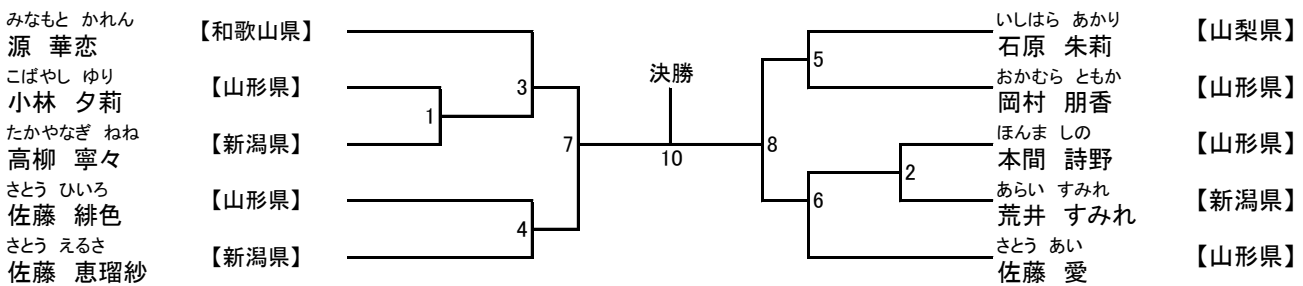 みなもと かれん
源 華恋 【和歌山県】
こばやし ゆり
小林 夕莉 【山形県】
たかやなぎ ねね
高柳 寧々 【新潟県】
さとう ひいろ
佐藤 緋色 【山形県】
さとう えるさ
佐藤 恵瑠紗 【新潟県】
1
3
4
7
決勝
10
8
5
2
6
いしはら あかり
石原 朱莉 【山梨県】
おかむら ともか
岡村 朋香 【山形県】
ほんま しの
本間 詩野 【山形県】
あらい すみれ
荒井 すみれ 【新潟県】
さとう あい
佐藤 愛 【山形県】